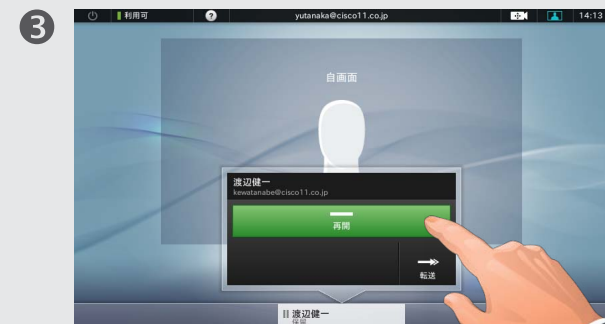 3
利用可
?
yutanaka@cisco11.co.jp
14:13
自画面
渡辺健一
kewatanabe@cisco11.co.jp
再開
転送
渡辺健一
保留